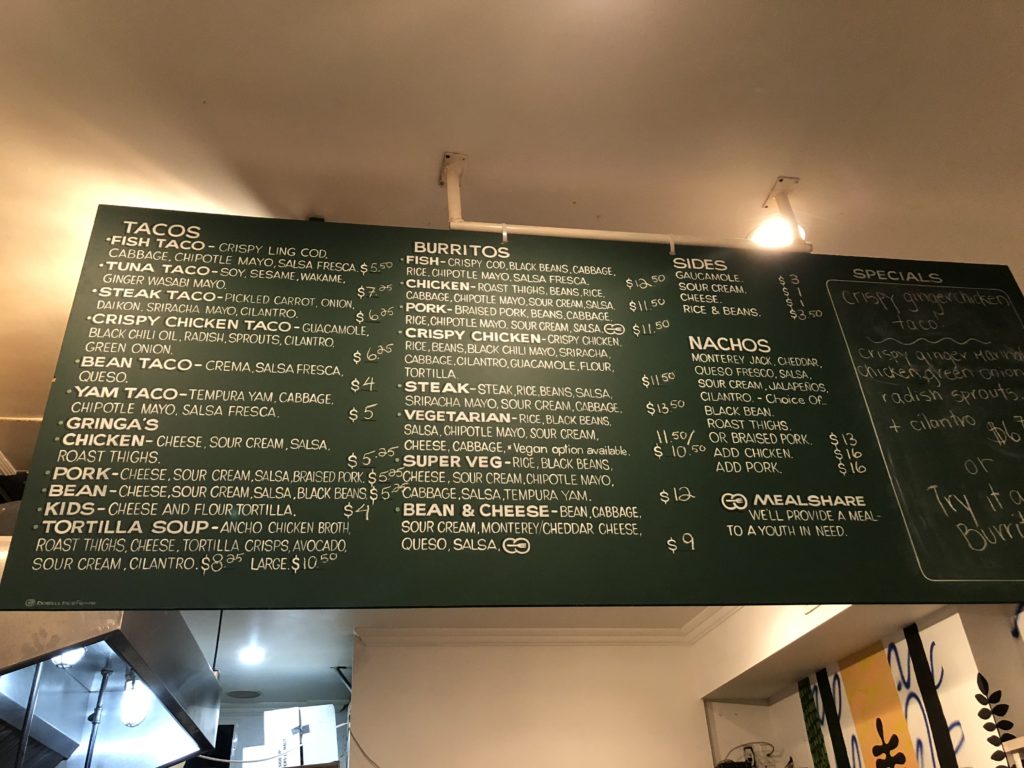 TACOS
•FISH TACO - CRISPY LING COD,
CABBAGE, CHIPOTLE MAYO, SALSA FRESCA. $5.50
•TUNA TACO - SOY, SESAME, WAKAME,
GINGER WASABI MAYO. $7.25
•STEAK TACO - PICKLED CARROT, ONION,
DAIKON. SRIRACHA MAYO, CILANTRO. $6.25
•CRISPY CHICKEN TACO - GUACAMOLE,
BLACK CHILI OIL, RADISH, SPROUTS, CILANTRO.
GREEN ONION. $6.25
•BEAN TACO - CREMA, SALSA FRESCA,
QUESO. $4
•YAM TACO - TEMPURA YAM, CABBAGE,
CHIPOTLE MAYO, SALSA FRESCA. $5
GRINGA'S
•CHICKEN - CHEESE, SOUR CREAM, SALSA,
ROAST THIGHS. $5.25
•PORK - CHEESE, SOUR CREAM, SALSA, BRAISED PORK. $5.25
•BEAN - CHEESE, SOUR CREAM, SALSA, BLACK BEANS, $5.25
•KIDS - CHEESE AND FLOUR TORTILLA. $4
•TORTILLA SOUP - ANCHO CHICKEN BROTH,
ROAST THIGHS, CHEESE, TORTILLA CRISPS, AVOCADO,
SOUR CREAM, CILANTRO. $8.25 LARGE. $10.50
BURRITOS
•FISH - CRISPY COD, BLACK BEANS, CABBAGE,
RICE, CHIPOTLE MAYO, SALSA FRESCA. $12.50
•CHICKEN - ROAST THIGHS, BEANS, RICE,
CABBAGE, CHIPOTLE MAYO, SOUR CREAM, SALSA $11.50
•PORK - BRAISED PORK, BEANS, CABBAGE,
RICE, CHIPOTLE MAYO, SOUR CREAM, SALSA. $11.50
•CRISPY CHICKEN - CRISPY CHICKEN,
RICE, BEANS, BLACK CHILI MAYO, SRIRACHA,
CABBAGE, CILANTRO, GUACAMOLE, FLOUR,
TORTILLA. $11.50
•STEAK - STEAK, RICE, BEANS, SALSA,
SRIRACHA MAYO, SOUR CREAM, CABBAGE, $13.50
•VEGETARIAN - RICE, BLACK BEANS,
SALSA, CHIPOTLE MAYO, SOUR CREAM, 11.50/
CHEESE, CABBAGE, *Vegan option available. $10.50
•SUPER VEG - RICE, BLACK BEANS,
CHEESE, SOUR CREAM, CHIPOTLE MAYO,
CABBAGE, SALSA, TEMPURA YAM. $12
•BEAN & CHEESE - BEAN, CABBAGE,
SOUR CREAM, MONTEREY/CHEDDAR CHEESE,
QUESO, SALSA, $9
SIDES
GAUCAMOLE. $3
SOUR CREAM. $1
CHEESE. $1
RICE & BEANS. $3.50
NACHOS
MONTEREY JACK, CHEDDAR,
QUESO FRESCO, SALSA,
SOUR CREAM, JALAPEÑOS,
CILANTRO. - Choice Of..
BLACK BEAN.
ROAST THIGHS.
OR BRAISED PORK. $13
ADD CHICKEN. $16
ADD PORK. $16
MEALSHARE
WE'LL PROVIDE A MEAL-
TO A YOUTH IN NEED.
SPECIALS
Crispy ginger chicken
taco
crispy ginger
chicken, green onion
radish sprouts
+ cilantro
or
Try it